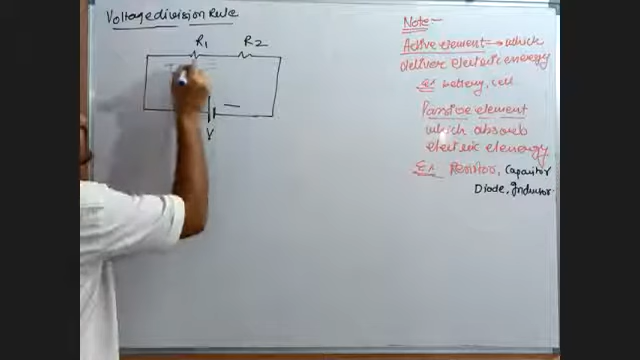 Voltage division Rule
R1 R2
V
Note-
Active element → which
deliver electric energy
Ex battery, cell
Passive element
which absorb
electric elenergy
Ex Resistor, Capacitor
Diode, Inductor